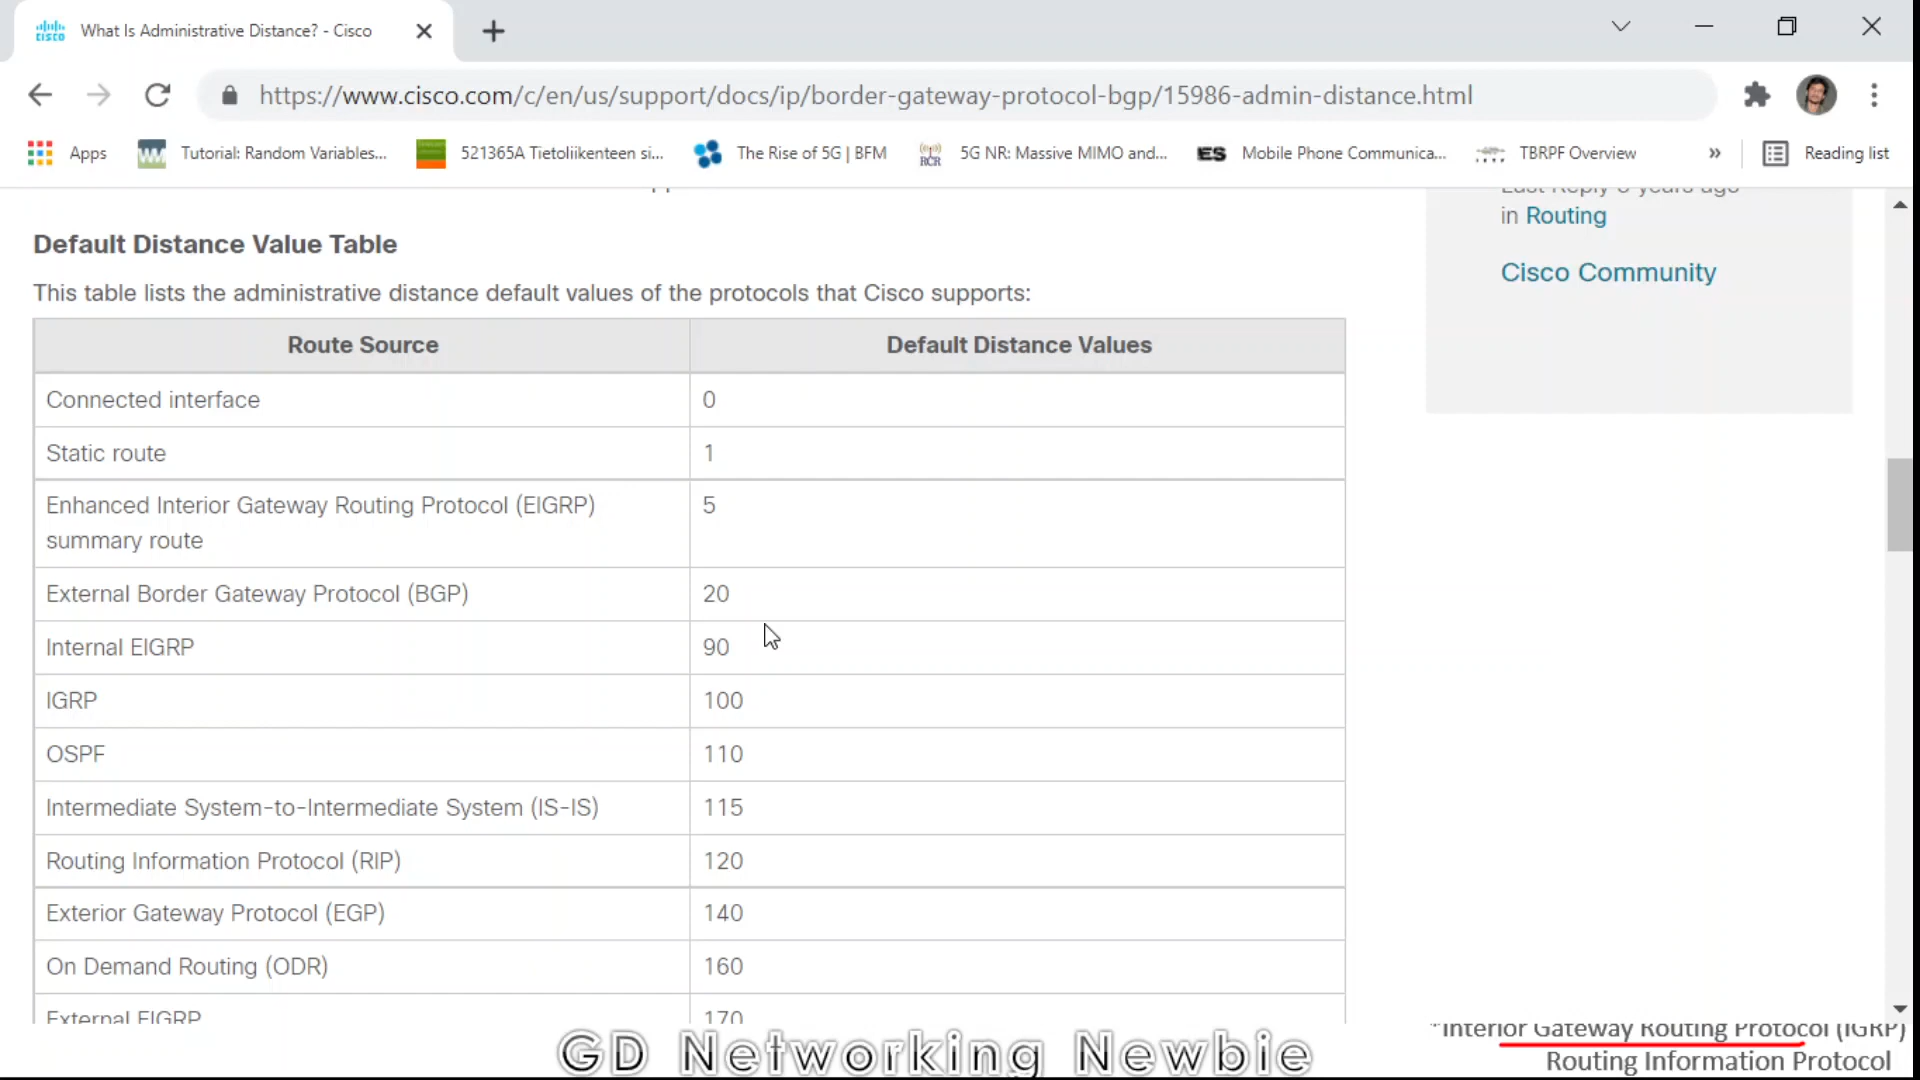 What Is Administrative Distance? - Cisco
https://www.cisco.com/c/en/us/support/docs/ip/border-gateway-protocol-bgp/15986-admin-distance.html
Apps Tutorial: Random Variables... 521365A Tietoliikenteen si... The Rise of 5G | BFM 5G NR: Massive MIMO and... ES Mobile Phone Communica... TBRPF Overview » Reading list
in Routing
Cisco Community
Default Distance Value Table
This table lists the administrative distance default values of the protocols that Cisco supports:
Route Source Default Distance Values
Connected interface 0
Static route 1
Enhanced Interior Gateway Routing Protocol (EIGRP) 5
summary route
External Border Gateway Protocol (BGP) 20
Internal EIGRP 90
IGRP 100
OSPF 110
Intermediate System-to-Intermediate System (IS-IS) 115
Routing Information Protocol (RIP) 120
Exterior Gateway Protocol (EGP) 140
On Demand Routing (ODR) 160
External EIGRP 170
GD Networking Newbie
*Interior Gateway Routing Protocol (IGRP)
Routing Information Protocol